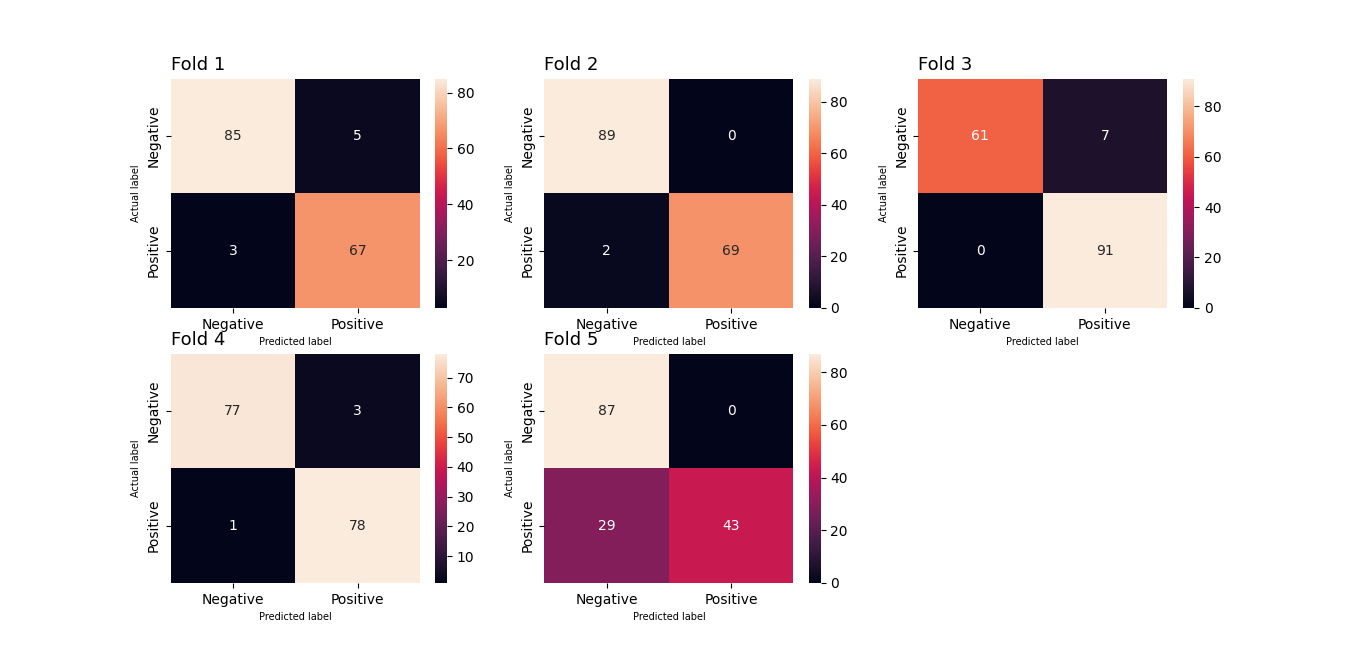 Fold 1
Negative
Positive
Actual label
85 5
3 67
Negative Positive
Predicted label
80
60
40
20
Fold 2
Negative
Positive
Actual label
89 0
2 69
Negative Positive
Predicted label
80
60
40
20
0
Fold 3
Negative
Positive
Actual label
61 7
0 91
Negative Positive
Predicted label
80
60
40
20
0
Fold 4
Negative
Positive
Actual label
77 3
1 78
Negative Positive
Predicted label
70
60
50
40
30
20
10
Fold 5
Negative
Positive
Actual label
87 0
29 43
Negative Positive
Predicted label
80
60
40
20
0